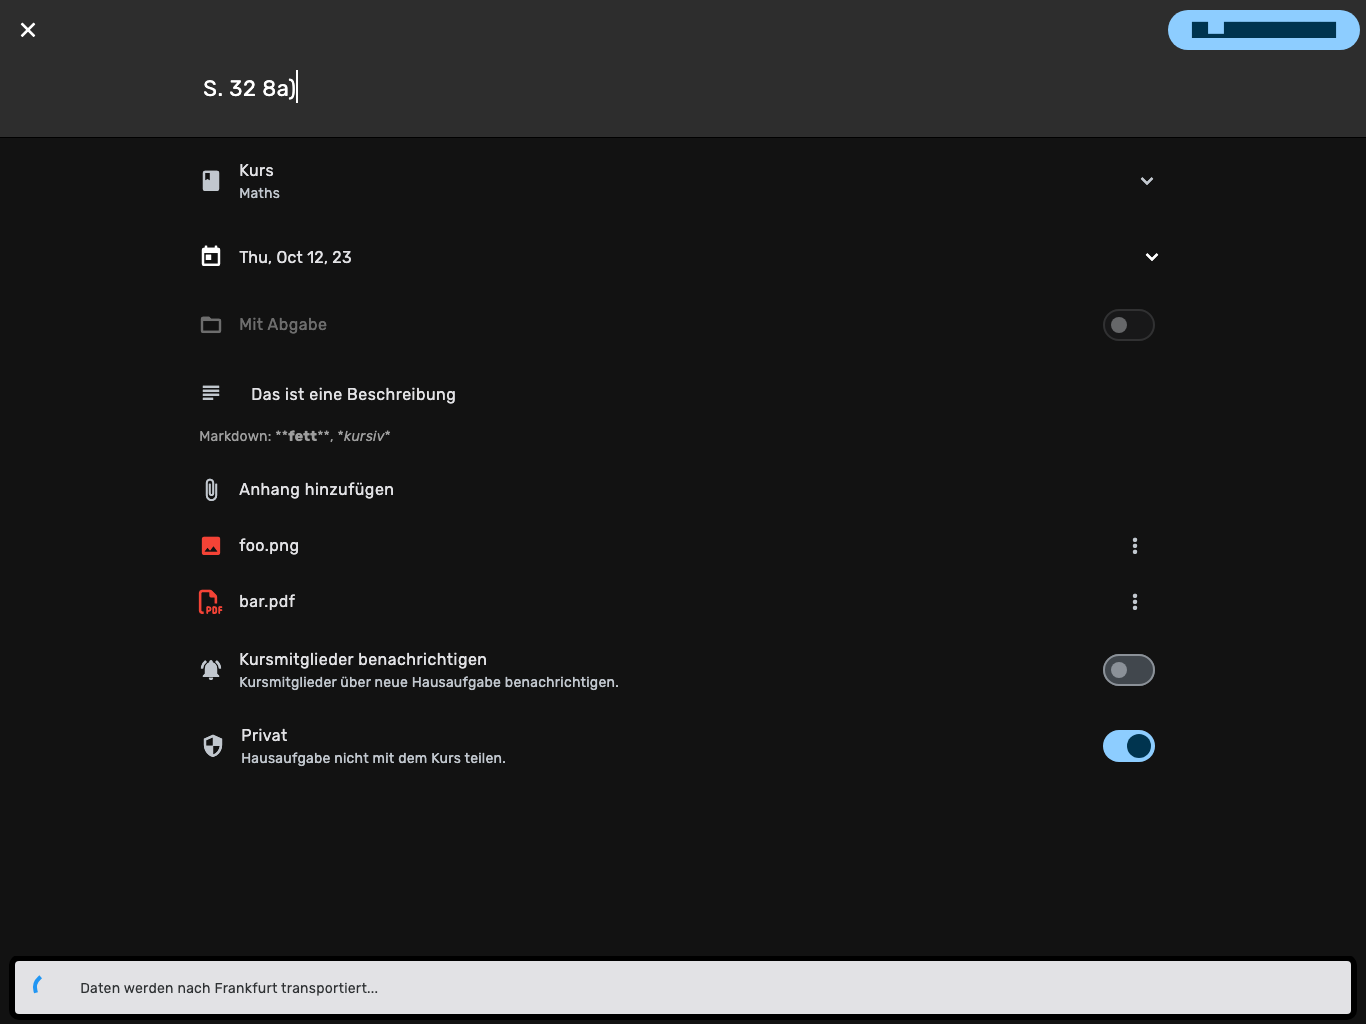 S. 32 8a)
Kurs
Maths
Thu, Oct 12, 23
Mit Abgabe
Das ist eine Beschreibung
Markdown: **fett**, *kursiv*
Anhang hinzufügen
foo.png
PDF
bar.pdf
Kursmitglieder benachrichtigen
Kursmitglieder über neue Hausaufgabe benachrichtigen.
Privat
Hausaufgabe nicht mit dem Kurs teilen.
Daten werden nach Frankfurt transportiert...